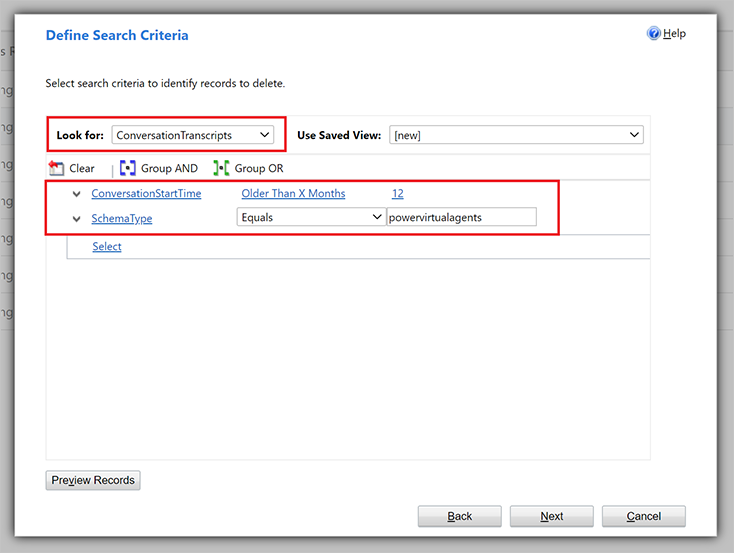 Define Search Criteria
Help
Select search criteria to identify records to delete.
Look for: ConversationTranscripts Use Saved View: [new]
Clear Group AND Group OR
ConversationStartTime Older Than X Months 12
SchemaType Equals powervirtualagents
Select
Preview Records
Back Next Cancel